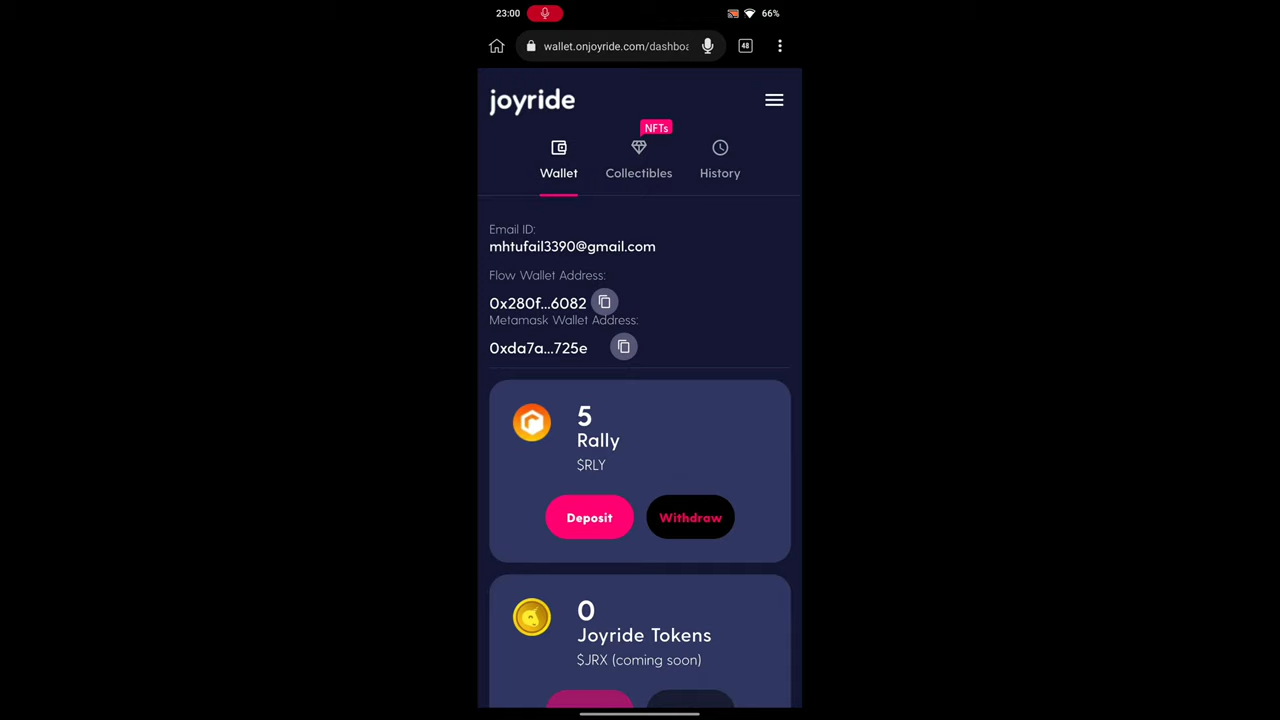 23:00
66%
wallet.onjoyride.com/dashboa
48
joyride
NFTs
Wallet
Collectibles
History
Email ID:
mhtufail3390@gmail.com
Flow Wallet Address:
0x280f...6082
Metamask Wallet Address:
0xda7a...725e
5
Rally
$RLY
Deposit
Withdraw
0
Joyride Tokens
$JRX (coming soon)